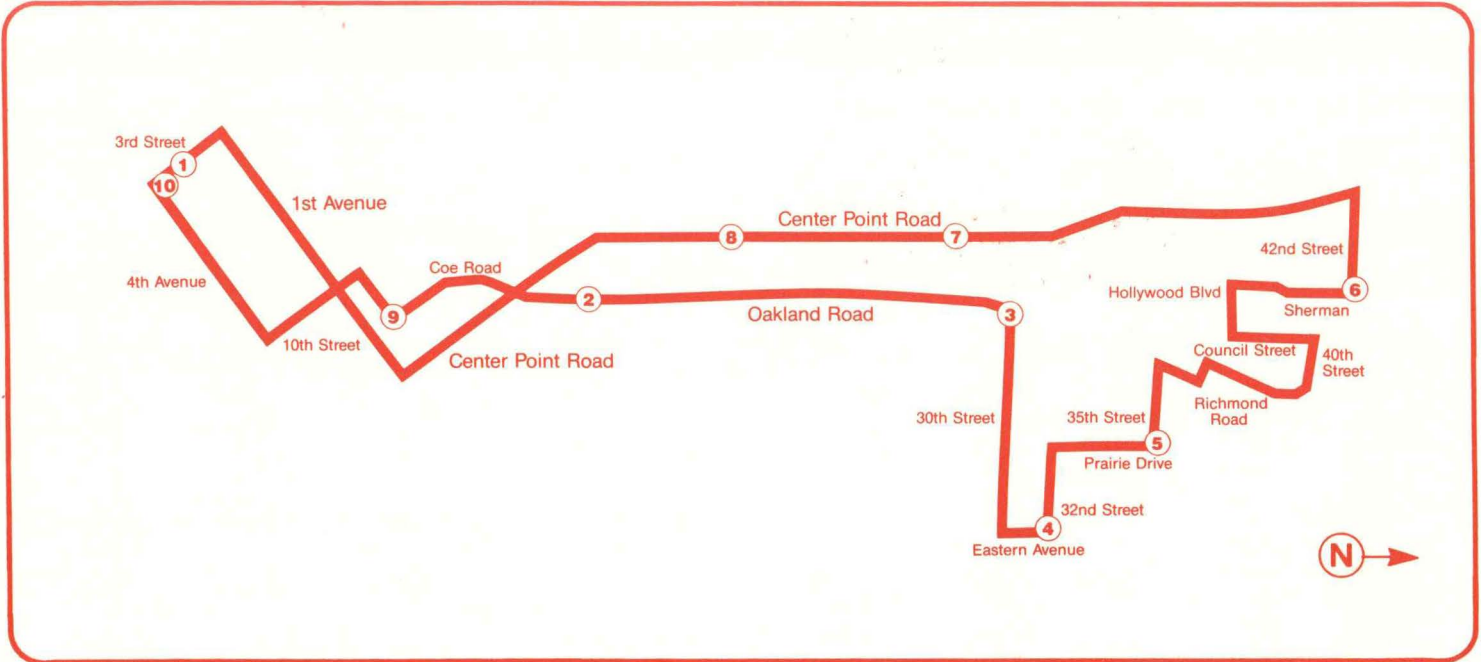 3rd Street
1
10
1st Avenue
4th Avenue
10th Street
Coe Road
9
2
Center Point Road
8
Center Point Road
7
Oakland Road
3
30th Street
Eastern Avenue
4
32nd Street
Prairie Drive
5
35th Street
Richmond
Road
Council Street
40th
Street
Hollywood Blvd
Sherman
6
42nd Street
N